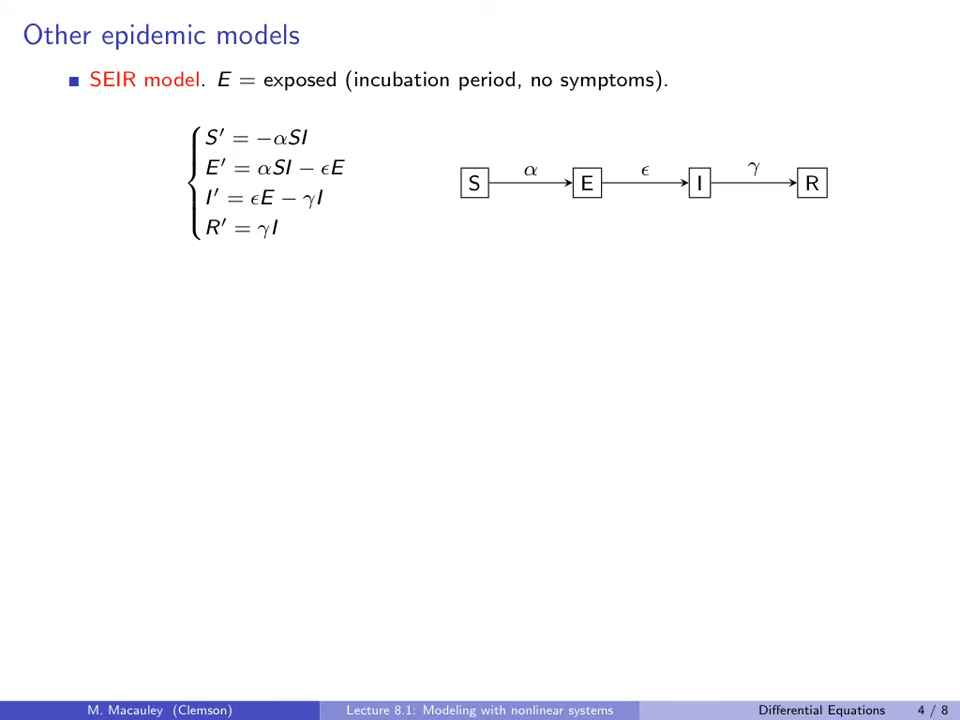 Other epidemic models
SEIR model. E = exposed (incubation period, no symptoms).
S′ = −αSI
E′ = αSI − ϵE
I′ = ϵE − γI
R′ = γI
S α E ϵ I γ R
M. Macauley (Clemson) Lecture 8.1: Modeling with nonlinear systems Differential Equations 4 / 8